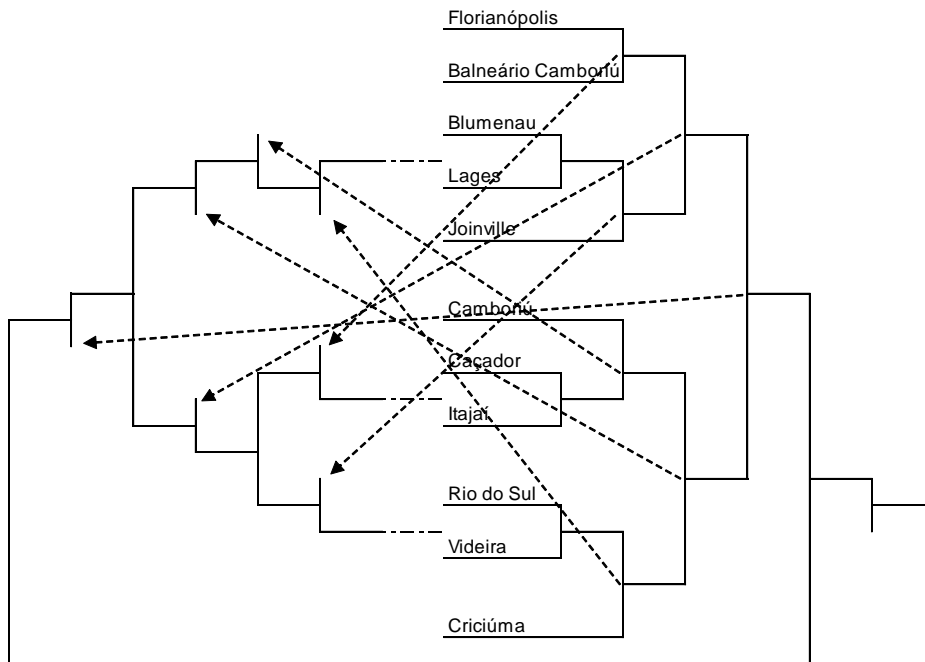 Florianópolis
Balneário Camboriú
Blumenau
Lages
Joinville
Camboriú
Caçador
Itajaí
Rio do Sul
Videira
Criciúma